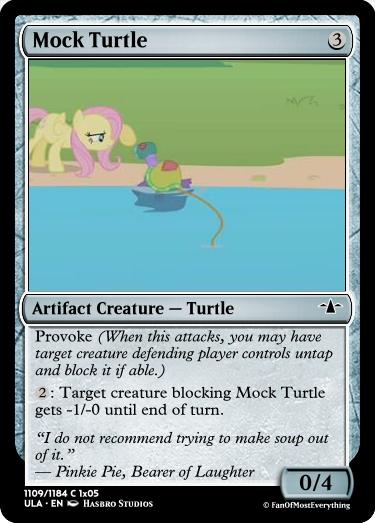 Mock Turtle
3
Artifact Creature — Turtle
Provoke (When this attacks, you may have
target creature defending player controls untap
and block it if able.)
2 : Target creature blocking Mock Turtle
gets -1/-0 until end of turn.
“I do not recommend trying to make soup out
of it.”
— Pinkie Pie, Bearer of Laughter
0/4
1109/1184 C 1x05
ULA · EN Hasbro Studios
© FanOfMostEverything